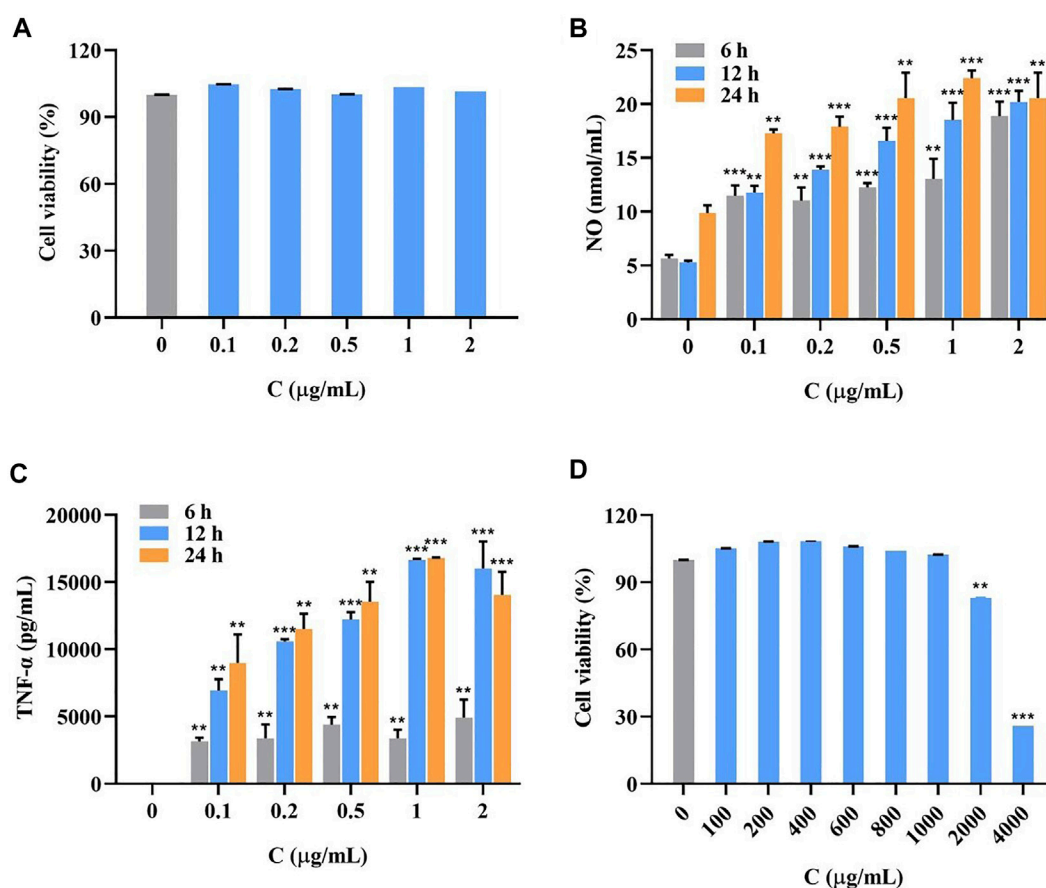 A
Cell viability (%)
120
90
60
30
0
0 0.1 0.2 0.5 1 2
C (μg/mL)
B
6 h
12 h
24 h
NO (nmol/mL)
25
20
15
10
5
0
*** ** **
** *** ***
*** *** **
** *** ***
*** *** **
0 0.1 0.2 0.5 1 2
C (μg/mL)
C
6 h
12 h
24 h
TNF-α (pg/mL)
20000
15000
10000
5000
0
** ** **
** *** **
** *** **
** *** ***
** *** ***
0 0.1 0.2 0.5 1 2
C (μg/mL)
D
Cell viability (%)
120
90
60
30
0
**
***
0 100 200 400 600 800 1000 2000 4000
C (μg/mL)